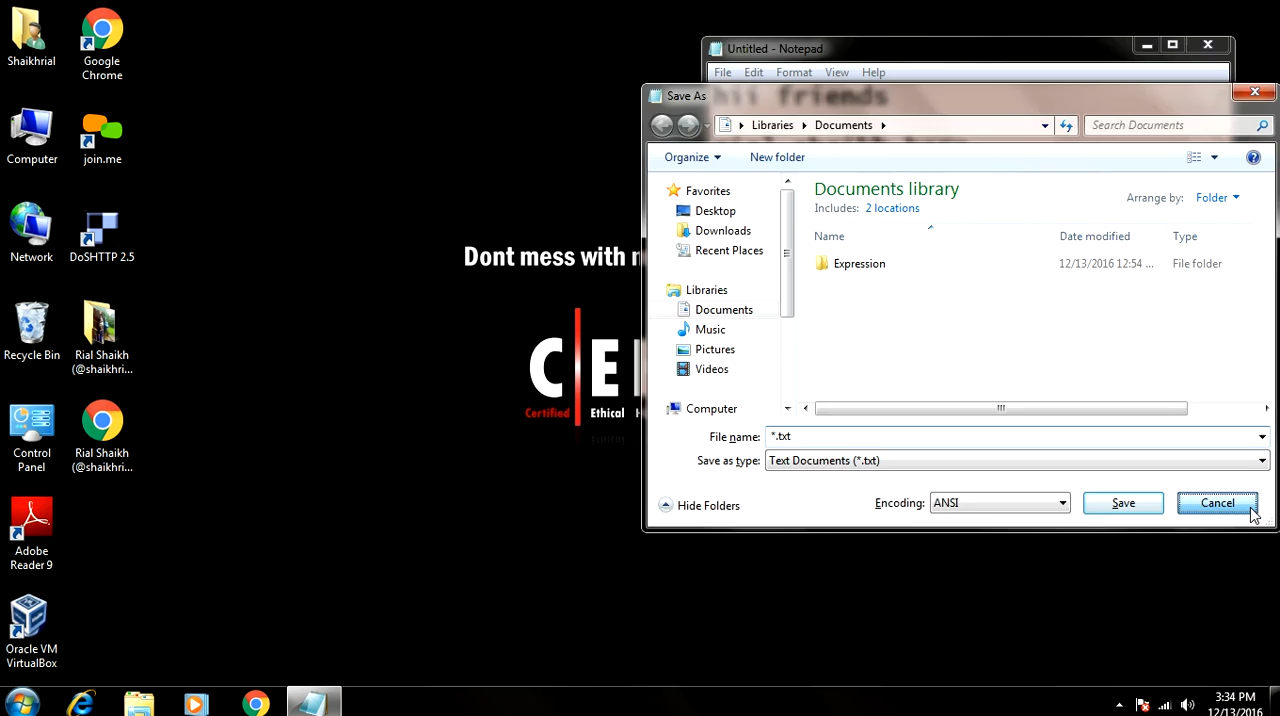 Shaikhrial
Google
Chrome
Computer
join.me
Network
DoSHTTP 2.5
Recycle Bin
Rial Shaikh
(@shaikhri...
Control
Panel
Rial Shaikh
(@shaikhri...
Adobe
Reader 9
Oracle VM
VirtualBox
Dont mess with
C|E
Certified
Ethical
Untitled - Notepad
File Edit Format View Help
hii friends
Save As
Libraries
Documents
Search Documents
Organize
New folder
Favorites
Desktop
Downloads
Recent Places
Libraries
Documents
Music
Pictures
Videos
Computer
Documents library
Includes: 2 locations
Arrange by: Folder
Name Date modified Type
Expression 12/13/2016 12:54 ... File folder
File name: *.txt
Save as type: Text Documents (*.txt)
Hide Folders
Encoding: ANSI
Save
Cancel
3:34 PM
12/13/2016